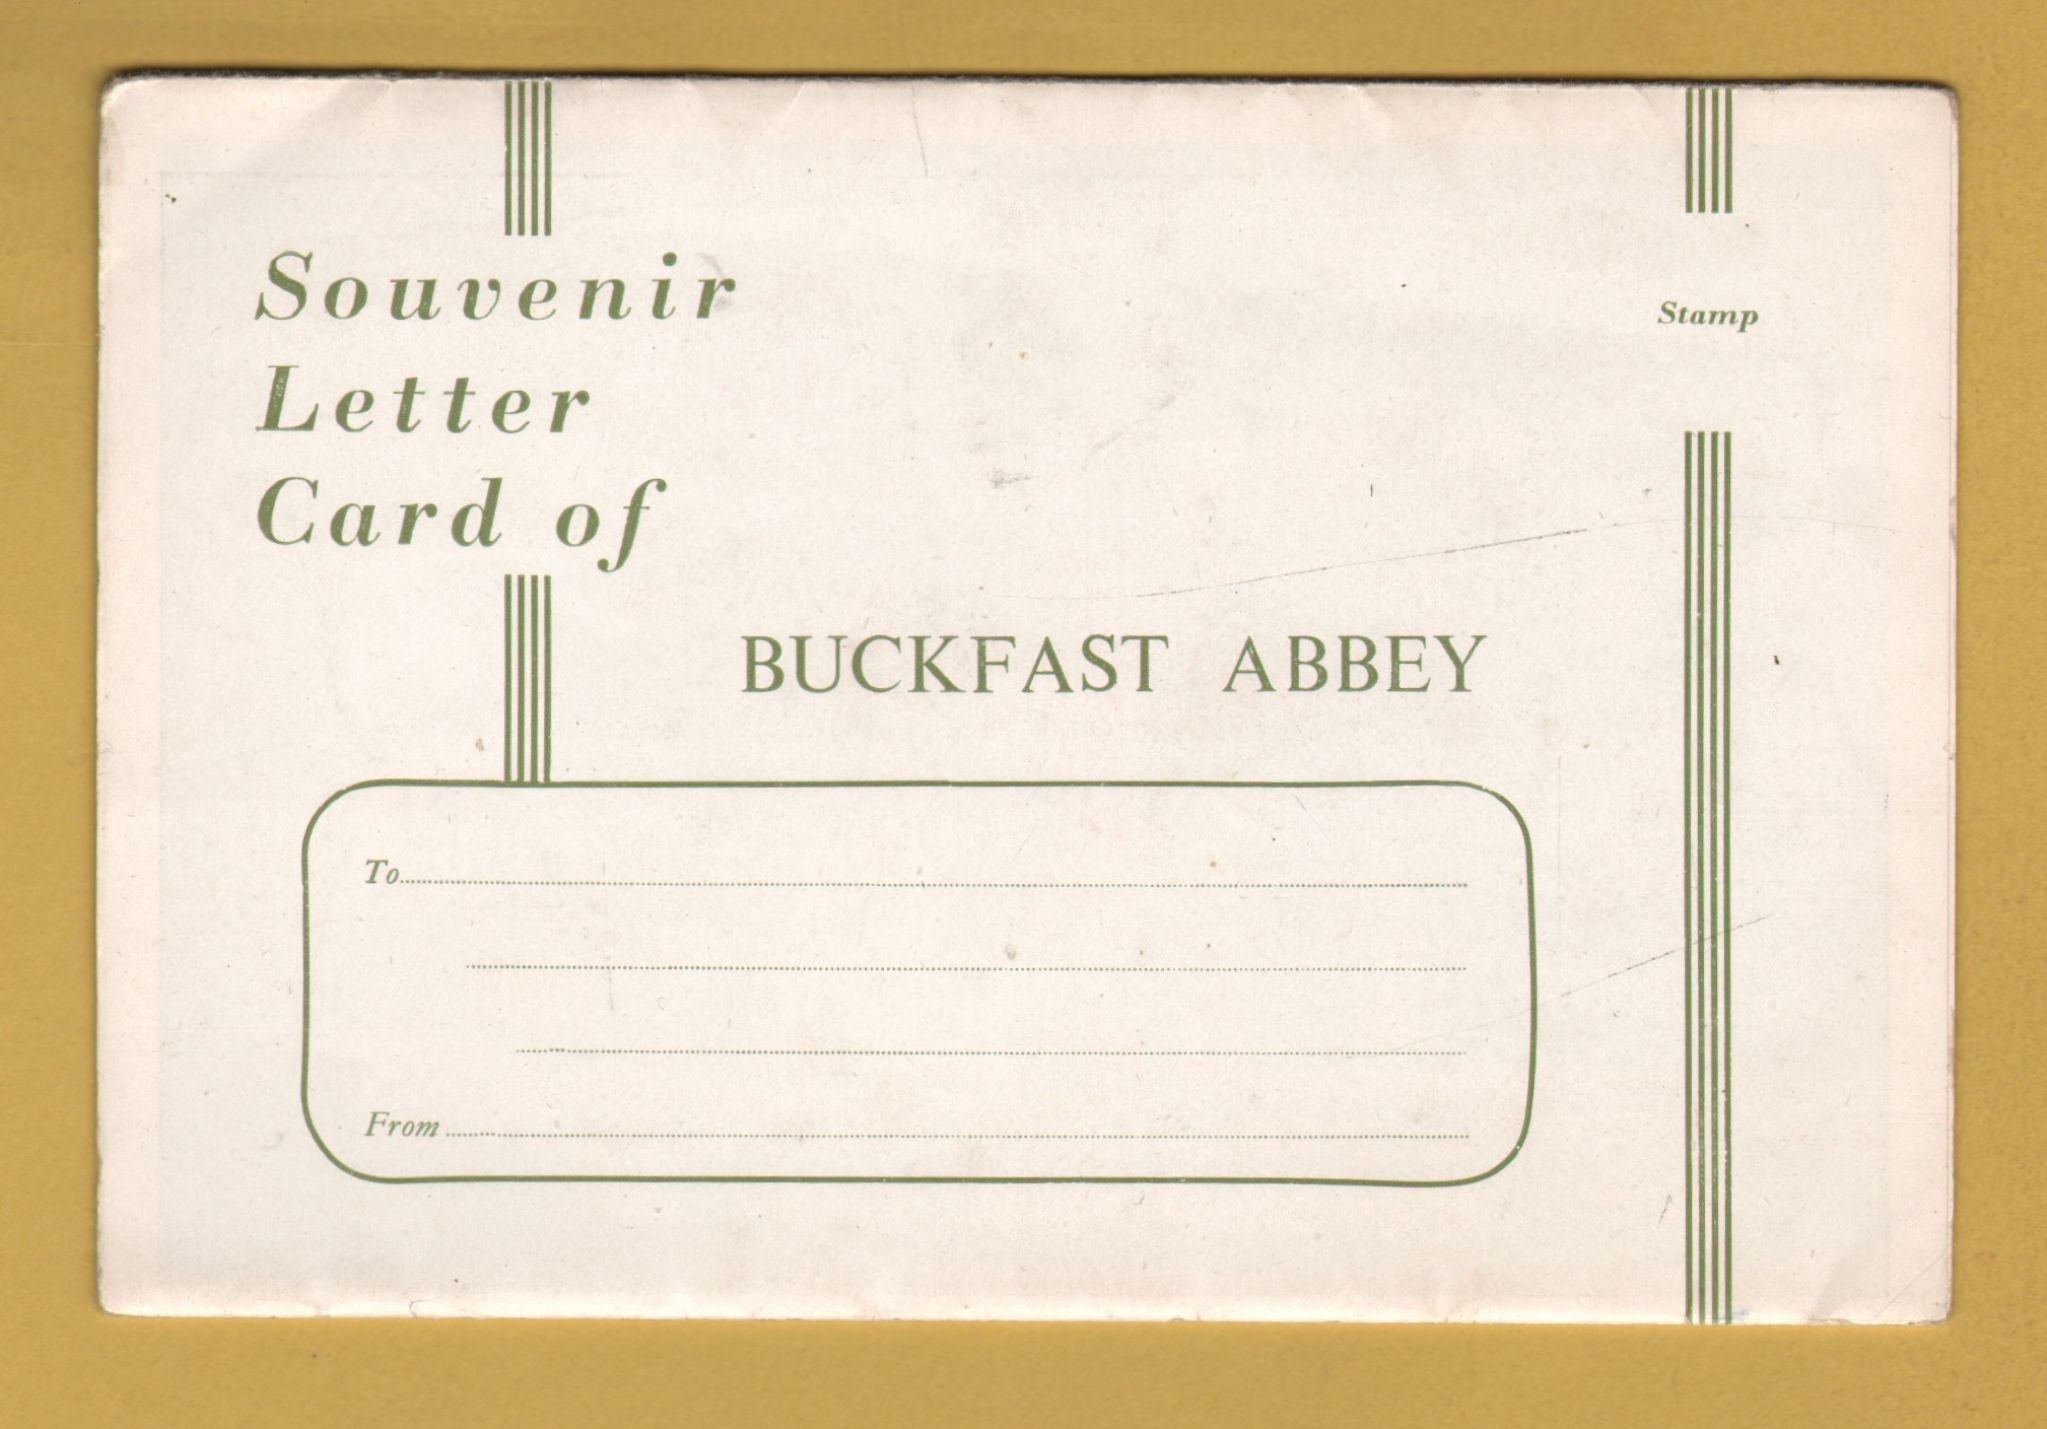 Souvenir
Letter
Card of
Stamp
BUCKFAST ABBEY
To
From